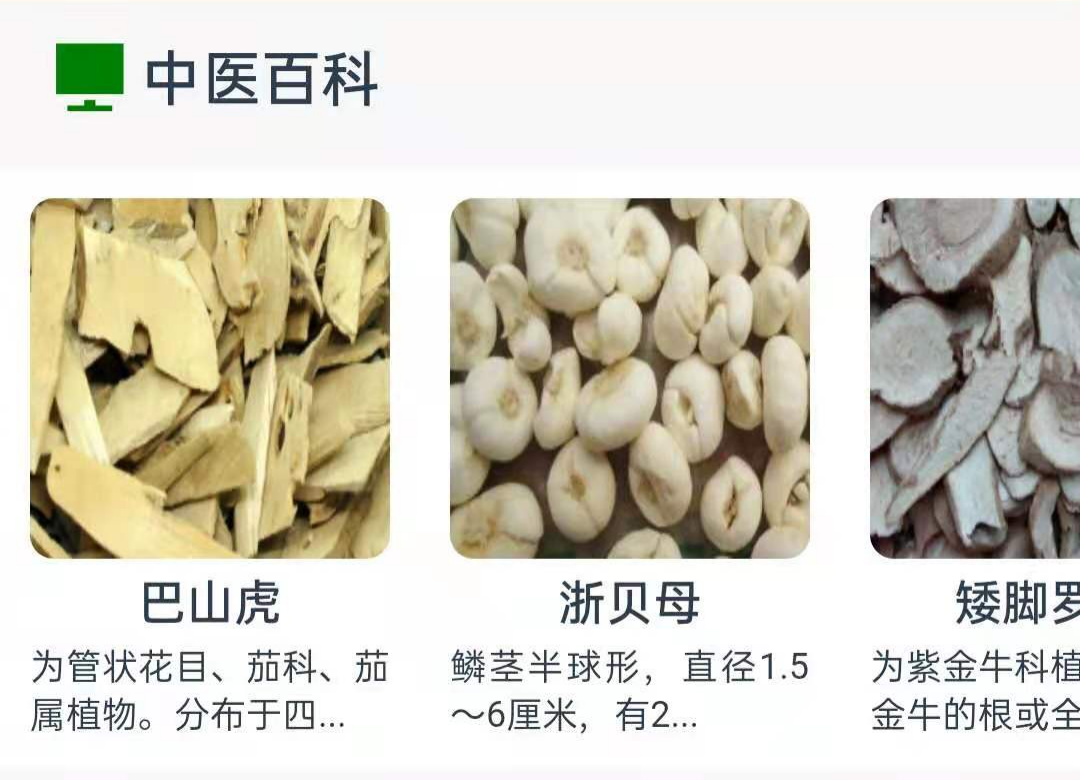 中医百科
巴山虎
为管状花目、茄科、茄
属植物。分布于四...
浙贝母
鳞茎半球形，直径1.5
～6厘米，有2...
矮脚罗
为紫金牛科植
金牛的根或全